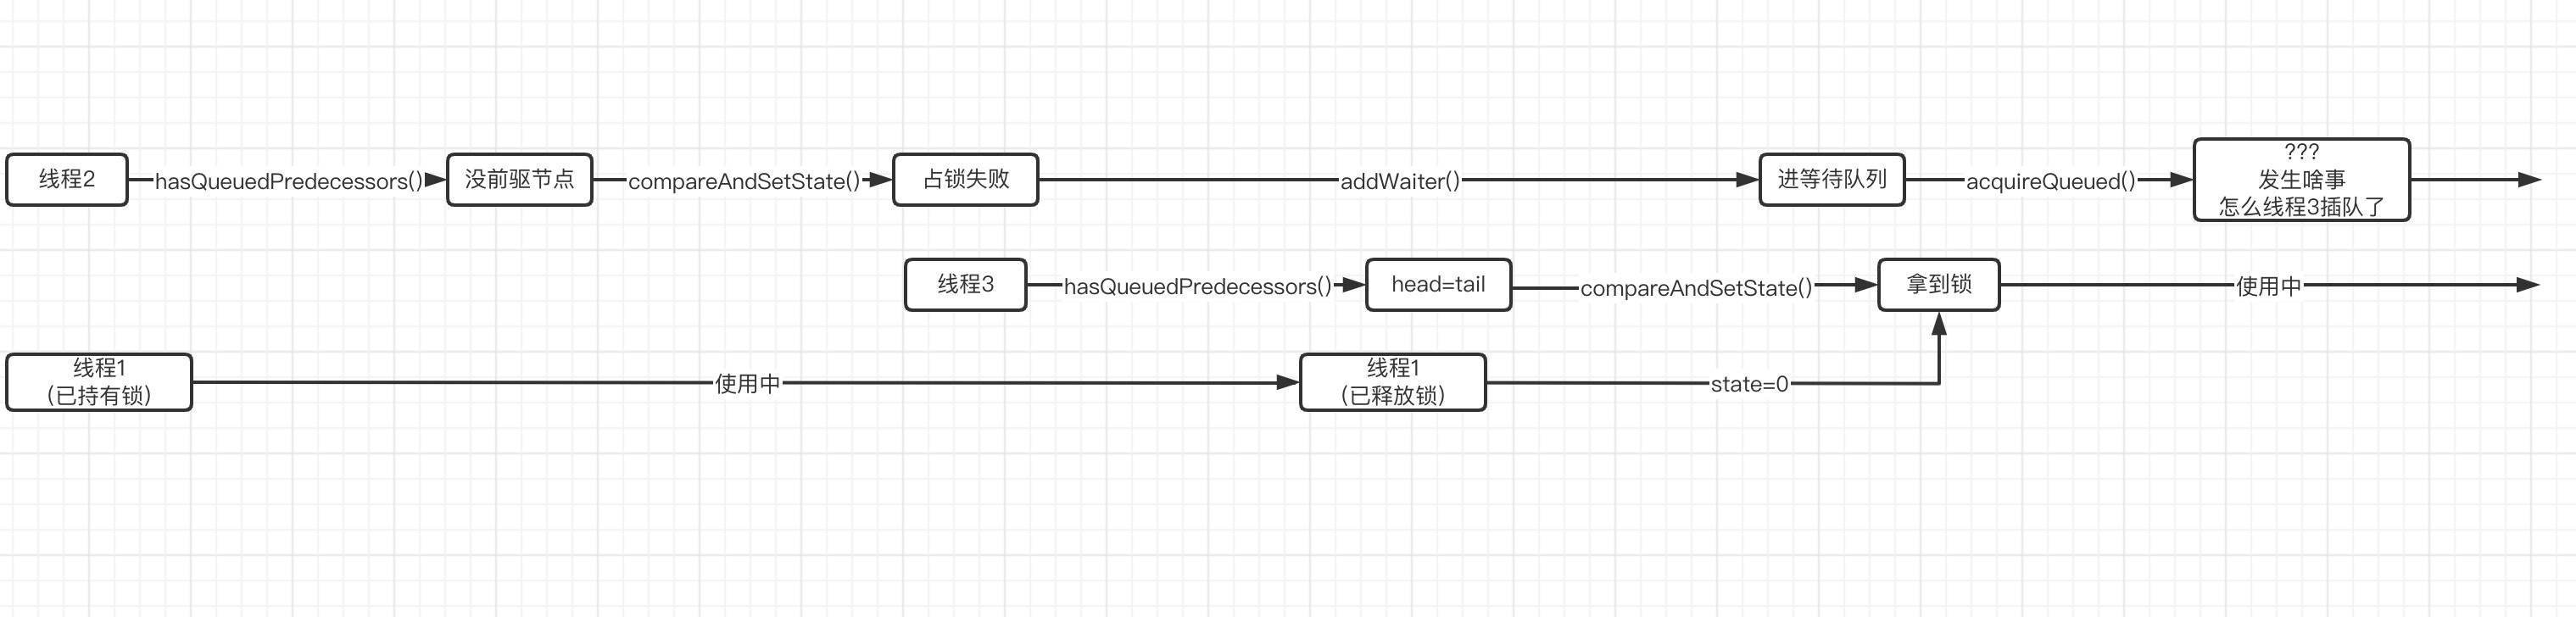 线程2
hasQueuedPredecessors()
没前驱节点
compareAndSetState()
占锁失败
addWaiter()
进等待队列
acquireQueued()
???
发生啥事
怎么线程3插队了
线程3
hasQueuedPredecessors()
head=tail
compareAndSetState()
拿到锁
使用中
线程1
（已持有锁）
使用中
线程1
（已释放锁）
state=0